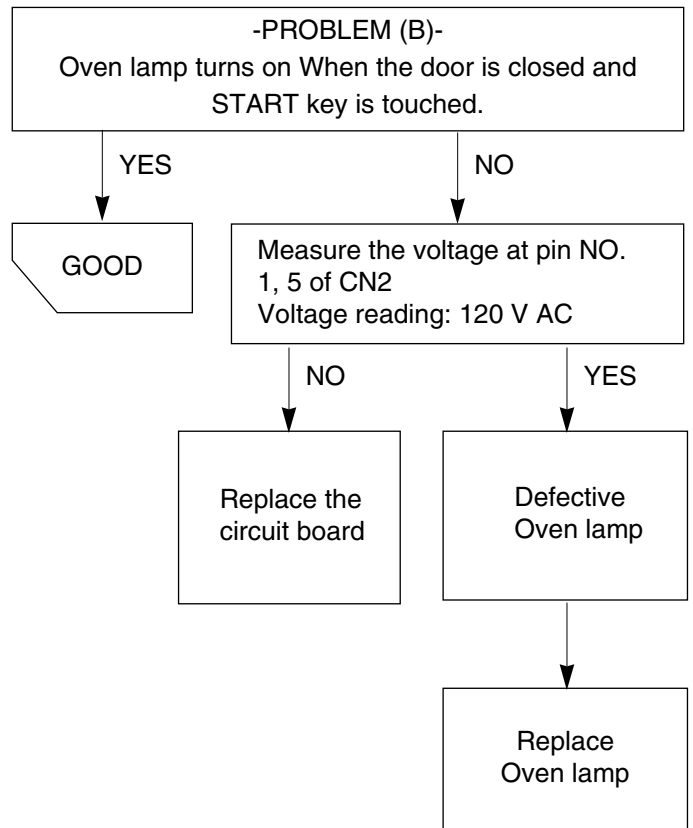 -PROBLEM (B)-
Oven lamp turns on When the door is closed and
START key is touched.
YES
NO
GOOD
Measure the voltage at pin NO.
1, 5 of CN2
Voltage reading: 120 V AC
NO
YES
Replace the
circuit board
Defective
Oven lamp
Replace
Oven lamp